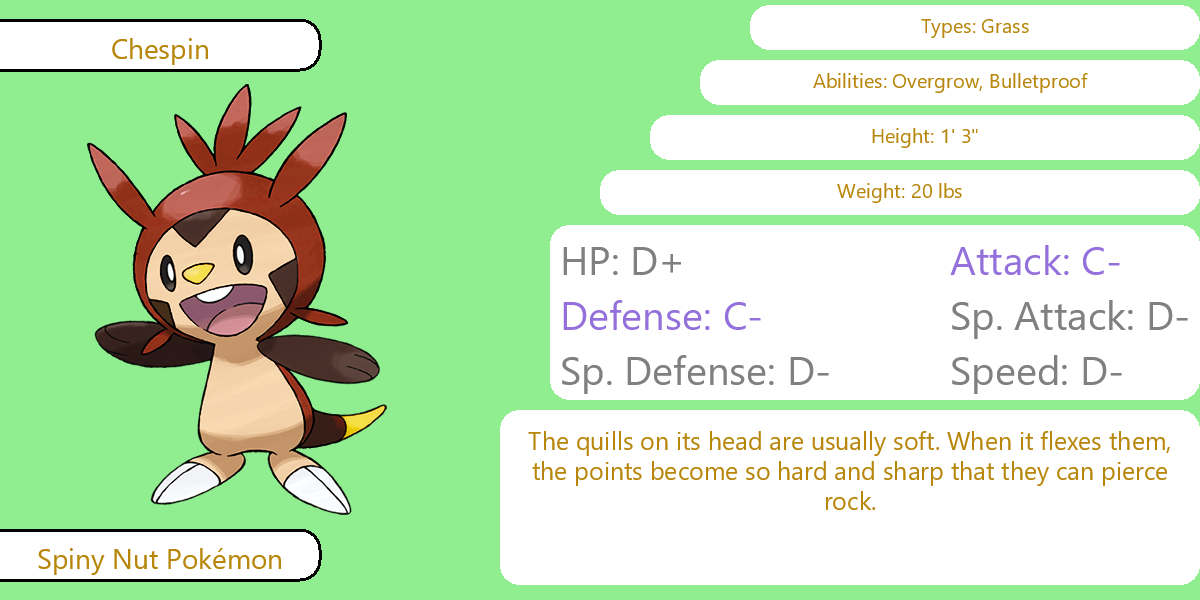 Chespin
Types: Grass
Abilities: Overgrow, Bulletproof
Height: 1' 3"
Weight: 20 lbs
HP: D+ Attack: C-
Defense: C- Sp. Attack: D-
Sp. Defense: D- Speed: D-
The quills on its head are usually soft. When it flexes them,
the points become so hard and sharp that they can pierce
rock.
Spiny Nut Pokémon